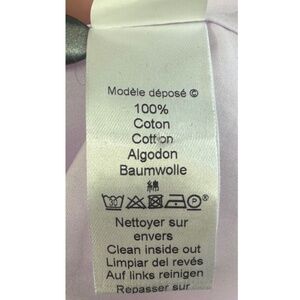 Modèle déposé ©
100%
Coton
Cotton
Algodon
Baumwolle
綿
30 P
Nettoyer sur
envers
Clean inside out
Limpiar del revés
Auf links reinigen
Repasser sur